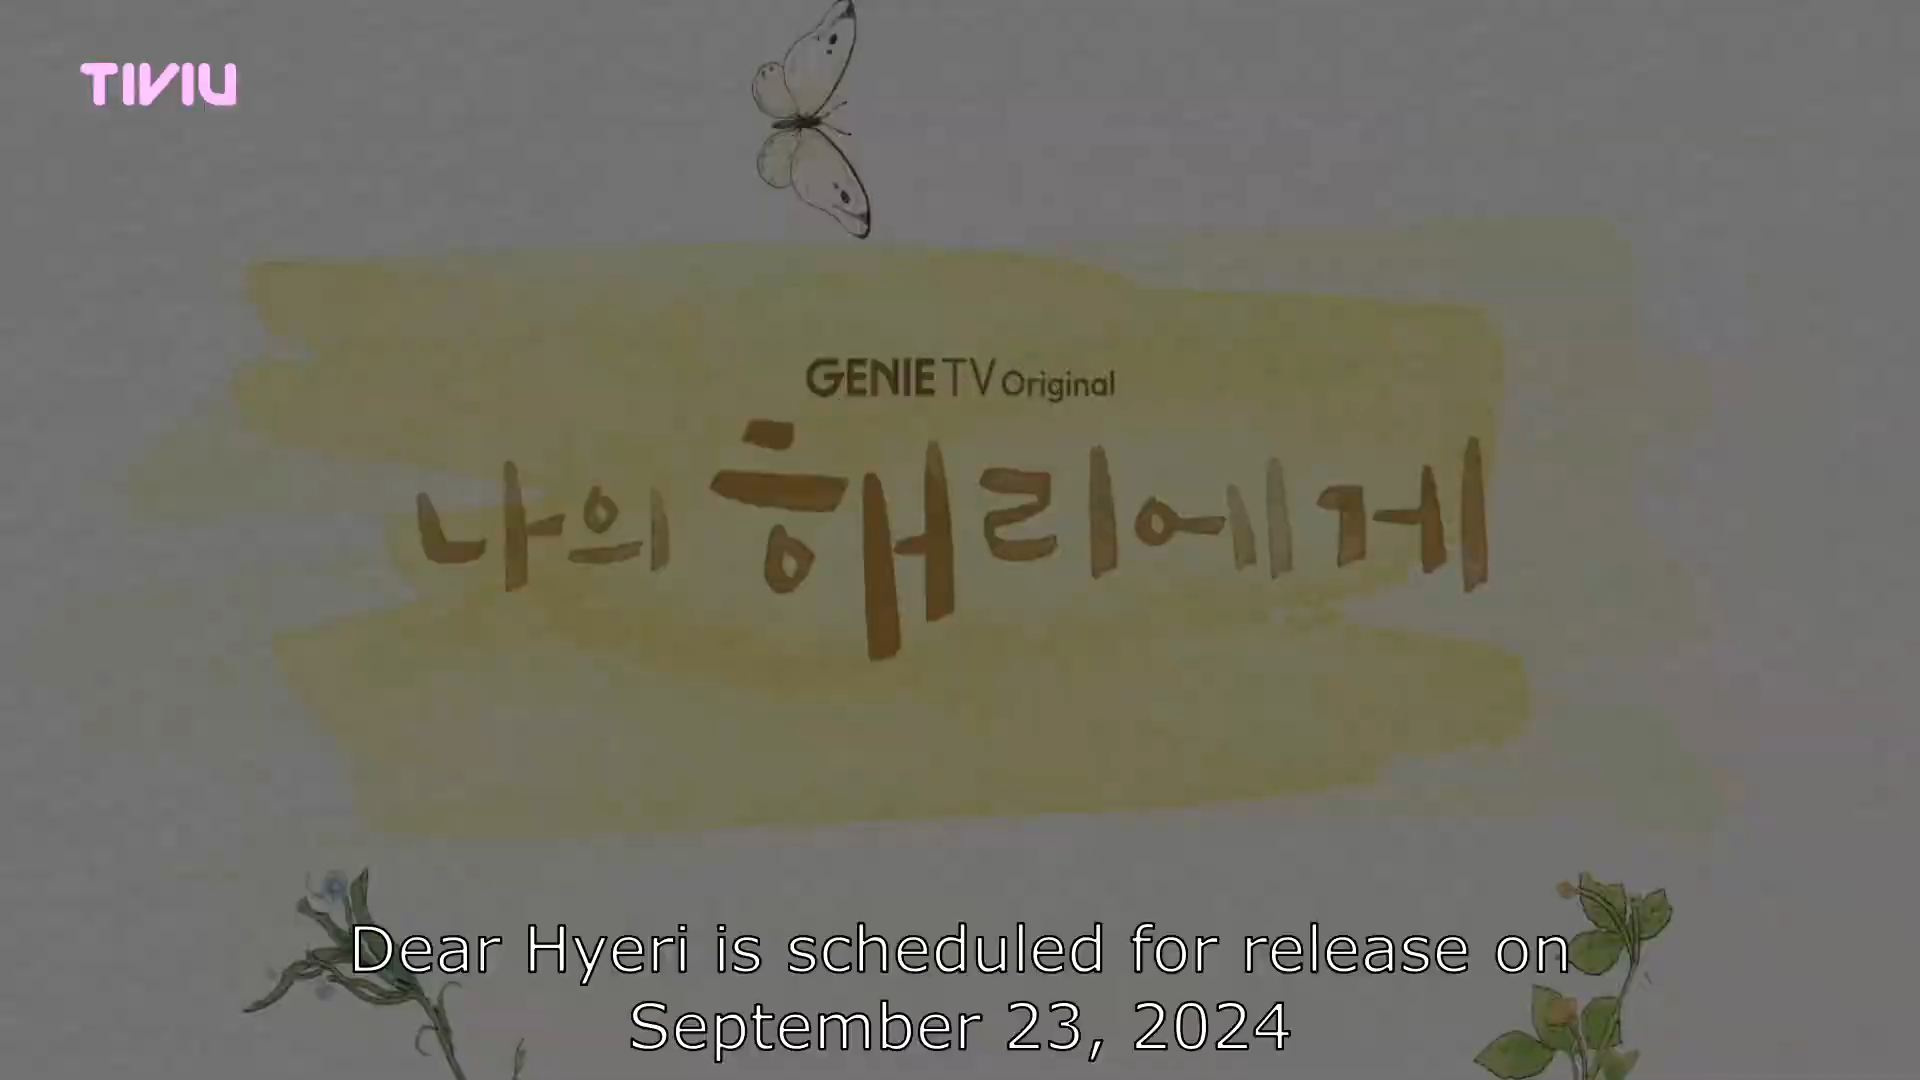 TIVIU
GENIE TV Original
나의 해리에게
Dear Hyeri is scheduled for release on
September 23, 2024